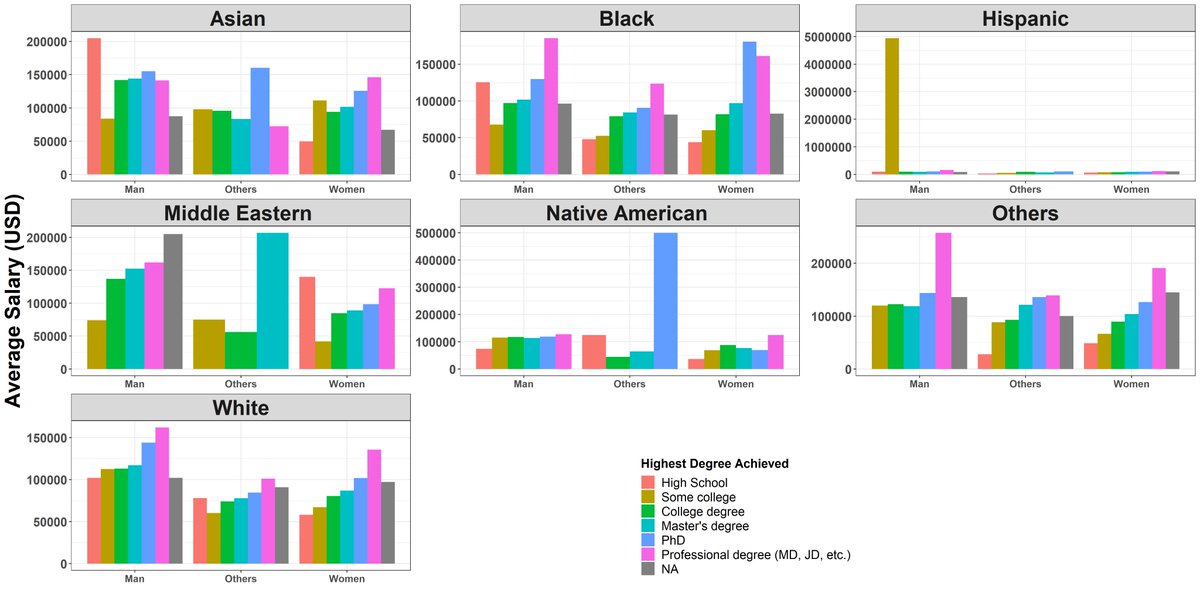 Asian
Black
Hispanic
200000
150000
100000
50000
0
Man Others Women
150000
100000
50000
0
Man Others Women
5000000
4000000
3000000
2000000
1000000
0
Man Others Women
Middle Eastern
Native American
Others
200000
150000
100000
50000
0
Man Others Women
500000
400000
300000
200000
100000
0
Man Others Women
200000
100000
0
Man Others Women
White
150000
100000
50000
0
Man Others Women
Average Salary (USD)
Highest Degree Achieved
High School
Some college
College degree
Master's degree
PhD
Professional degree (MD, JD, etc.)
NA